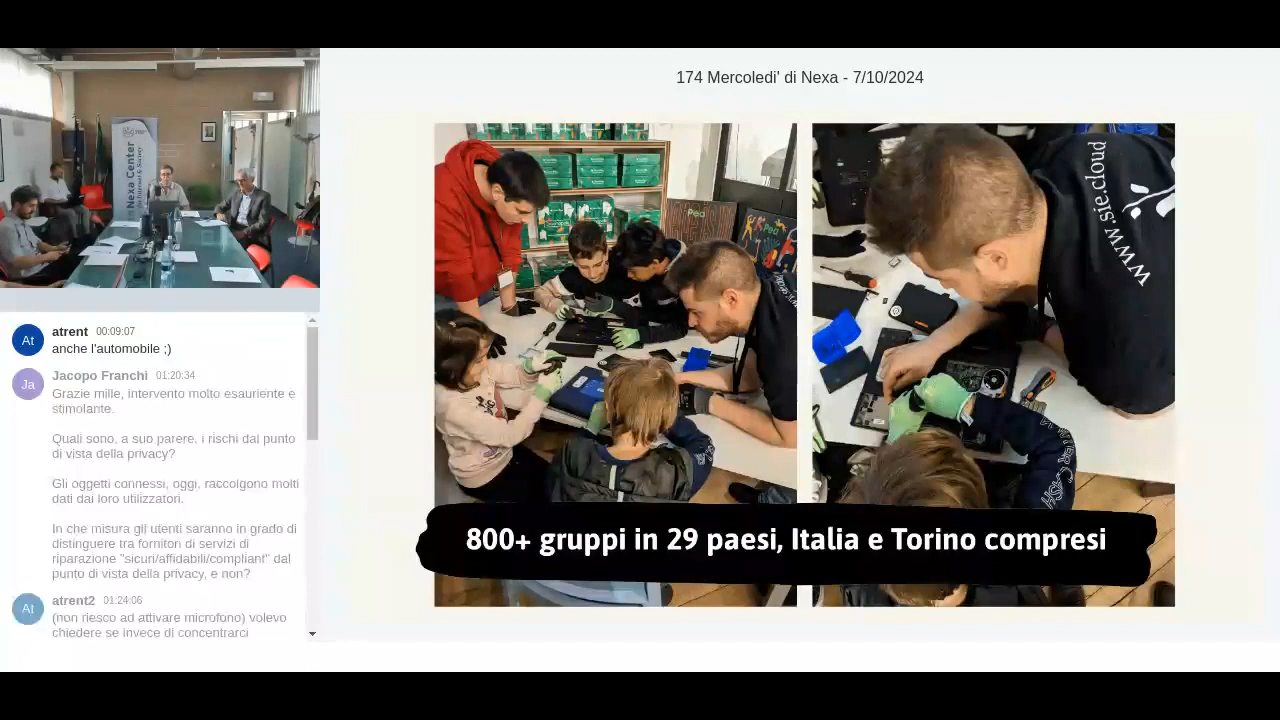 174 Mercoledi' di Nexa - 7/10/2024
Nexa Center
Pea
Pea
www.sie.cloud
800+ gruppi in 29 paesi, Italia e Torino compresi
At
atrent 00:09:07
anche l'automobile ;)
Ja
Jacopo Franchi 01:20:34
Grazie mille, intervento molto esauriente e
stimolante.
Quali sono, a suo parere, i rischi dal punto
di vista della privacy?
Gli oggetti connessi, oggi, raccolgono molti
dati dai loro utilizzatori.
In che misura gli utenti saranno in grado di
distinguere tra fornitori di servizi di
riparazione "sicuri/affidabili/compliant" dal
punto di vista della privacy, e non?
At
atrent2 01:24:06
(non riesco ad attivare microfono) volevo
chiedere se invece di concentrarci